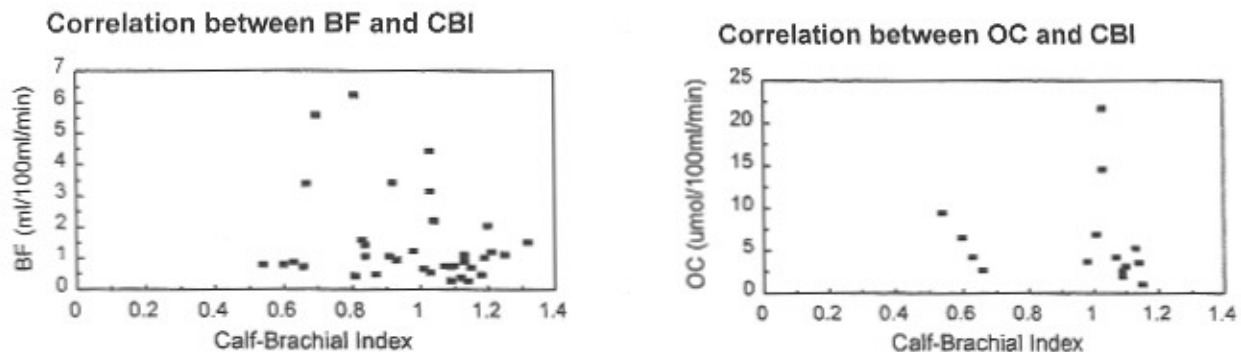 Correlation between BF and CBI
BF (ml/100ml/min)
7
6
5
4
3
2
1
0
0 0.2 0.4 0.6 0.8 1 1.2 1.4
Calf-Brachial Index
Correlation between OC and CBI
OC (umol/100ml/min)
25
20
15
10
5
0
0 0.2 0.4 0.6 0.8 1 1.2 1.4
Calf-Brachial Index